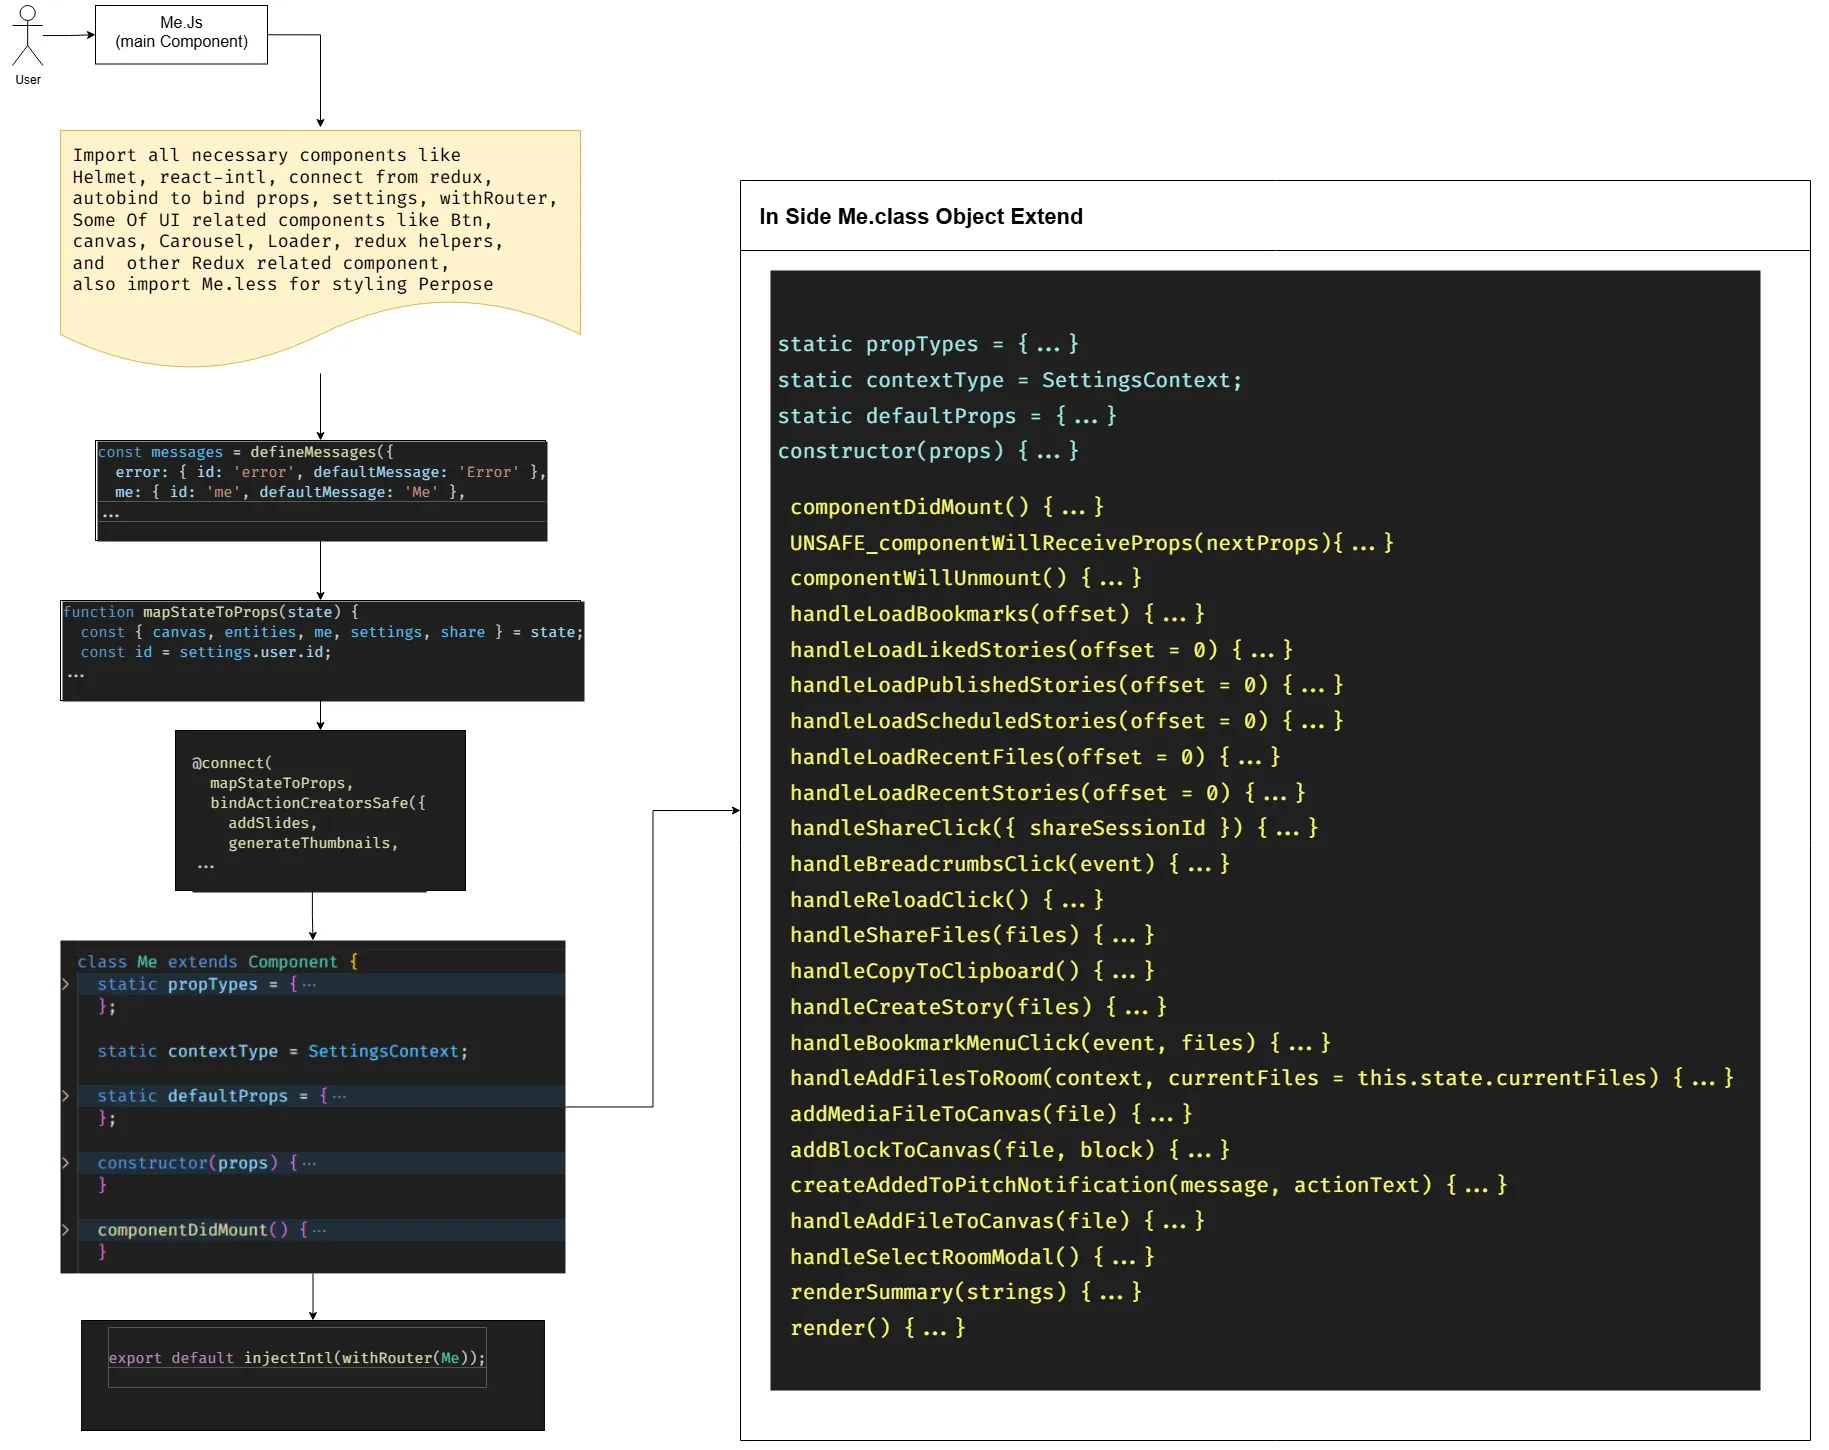 Me.Js
(main Component)
User
Import all necessary components like
Helmet, react-intl, connect from redux,
autobind to bind props, settings, withRouter,
Some Of UI related components like Btn,
canvas, Carousel, Loader, redux helpers,
and  other Redux related component,
also import Me.less for styling Perpose
const messages = defineMessages({
error: { id: 'error', defaultMessage: 'Error' },
me: { id: 'me', defaultMessage: 'Me' },
...
function mapStateToProps(state) {
const { canvas, entities, me, settings, share } = state;
const id = settings.user.id;
...
@connect(
mapStateToProps,
bindActionCreatorsSafe({
addSlides,
generateThumbnails,
...
class Me extends Component {
static propTypes = {...
};
static contextType = SettingsContext;
static defaultProps = {...
};
constructor(props) {...
}
componentDidMount() {...
}
export default injectIntl(withRouter(Me));
In Side Me.class Object Extend
static propTypes = {...}
static contextType = SettingsContext;
static defaultProps = {...}
constructor(props) {...}
componentDidMount() {...}
UNSAFE_componentWillReceiveProps(nextProps){...}
componentWillUnmount() {...}
handleLoadBookmarks(offset) {...}
handleLoadLikedStories(offset = 0) {...}
handleLoadPublishedStories(offset = 0) {...}
handleLoadScheduledStories(offset = 0) {...}
handleLoadRecentFiles(offset = 0) {...}
handleLoadRecentStories(offset = 0) {...}
handleShareClick({ shareSessionId }) {...}
handleBreadcrumbsClick(event) {...}
handleReloadClick() {...}
handleShareFiles(files) {...}
handleCopyToClipboard() {...}
handleCreateStory(files) {...}
handleBookmarkMenuClick(event, files) {...}
handleAddFilesToRoom(context, currentFiles = this.state.currentFiles) {...}
addMediaFileToCanvas(file) {...}
addBlockToCanvas(file, block) {...}
createAddedToPitchNotification(message, actionText) {...}
handleAddFileToCanvas(file) {...}
handleSelectRoomModal() {...}
renderSummary(strings) {...}
render() {...}